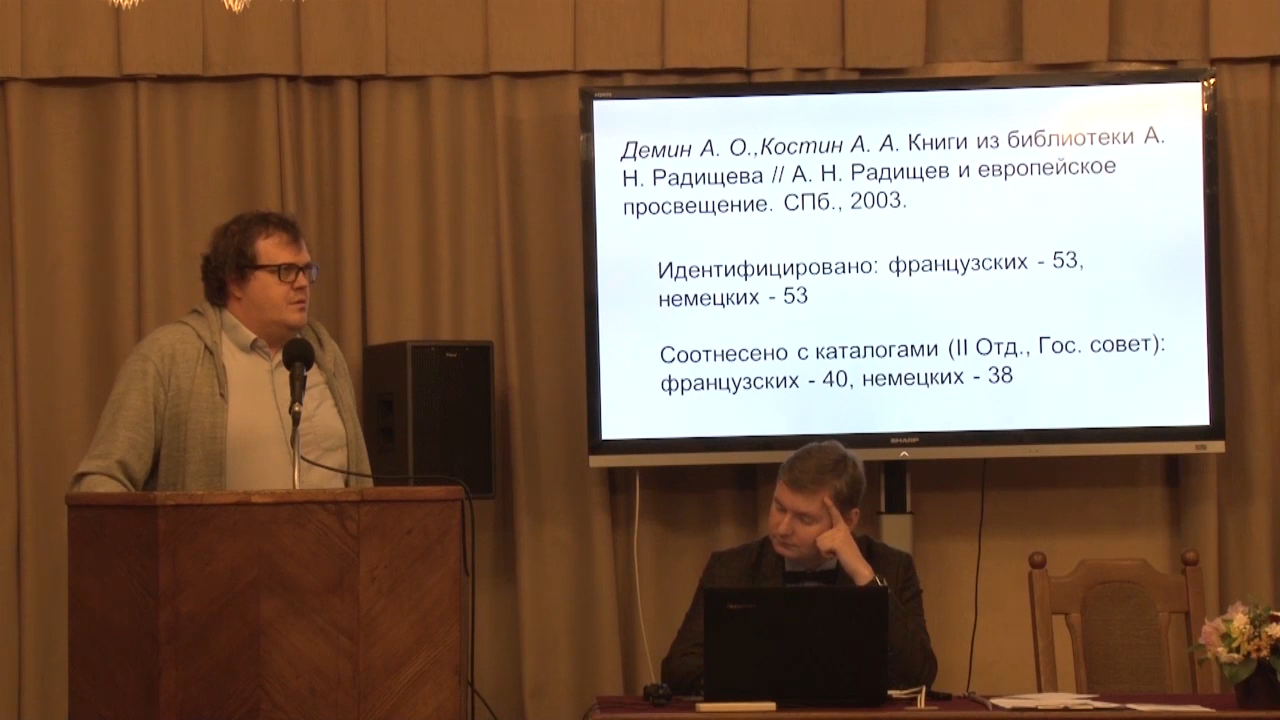 Демин А. О.,Костин А. А. Книги из библиотеки А.
Н. Радищева // А. Н. Радищев и европейское
просвещение. СПб., 2003.
Идентифицировано: французских - 53,
немецких - 53
Соотнесено с каталогами (II Отд., Гос. совет):
французских - 40, немецких - 38
SHARP